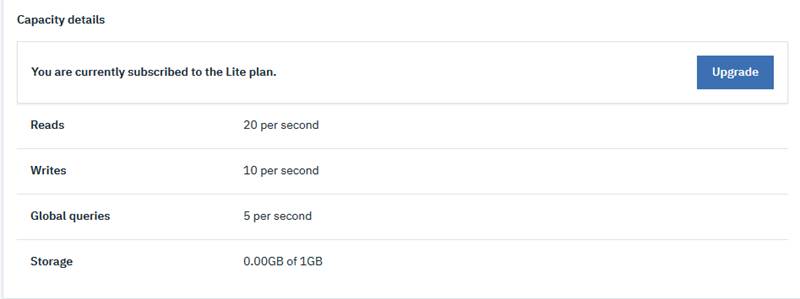 Capacity details
You are currently subscribed to the Lite plan.
Upgrade
Reads 20 per second
Writes 10 per second
Global queries 5 per second
Storage 0.00GB of 1GB